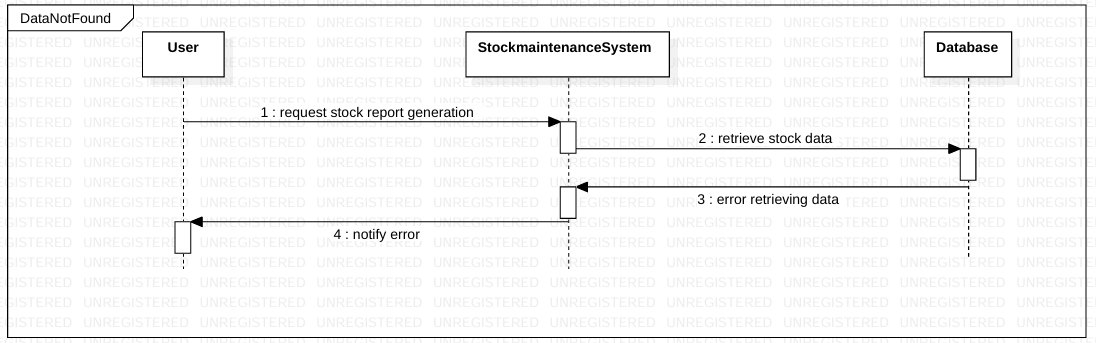 DataNotFound
User
StockmaintenanceSystem
Database
1 : request stock report generation
2 : retrieve stock data
3 : error retrieving data
4 : notify error
UNREGISTERED